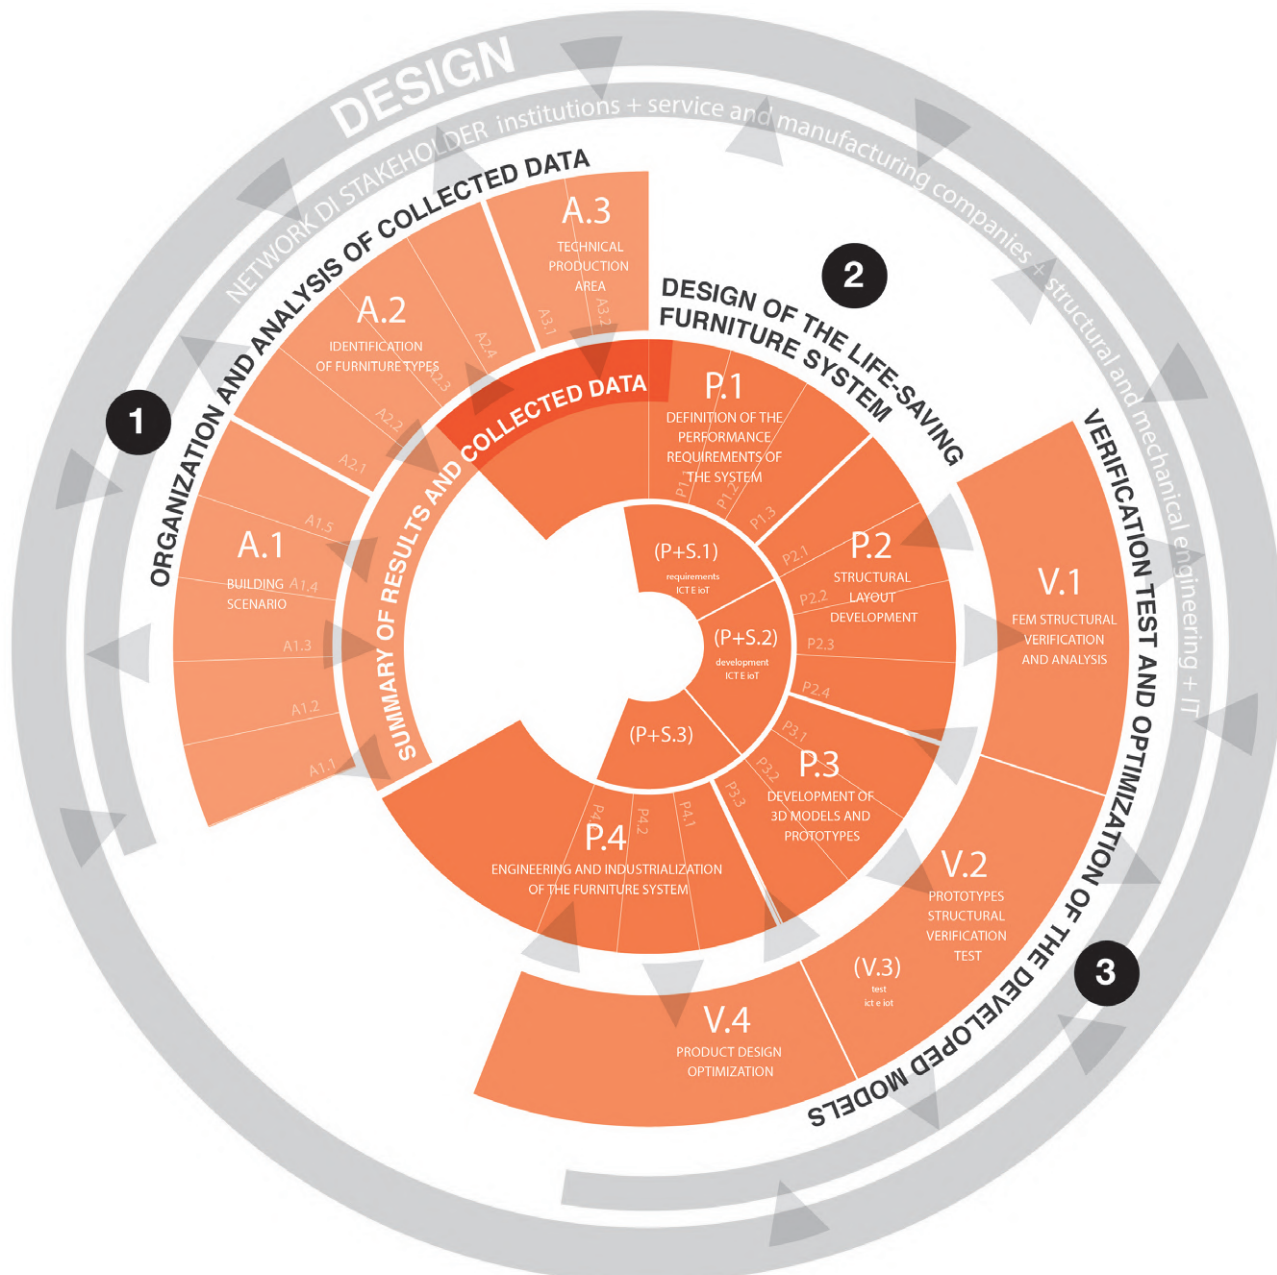 DESIGN
NETWORK DI STAKEHOLDER institutions + service and manufacturing companies + structural and mechanical engineering + IT
1
ORGANIZATION AND ANALYSIS OF COLLECTED DATA
A.1
BUILDING
SCENARIO
A1.1
A1.2
A1.3
A1.4
A1.5
A.2
IDENTIFICATION
OF FURNITURE TYPES
A2.1
A2.2
A2.3
A2.4
A.3
TECHNICAL
PRODUCTION
AREA
A3.1
A3.2
SUMMARY OF RESULTS AND COLLECTED DATA
2
DESIGN OF THE LIFE-SAVING
FURNITURE SYSTEM
P.1
DEFINITION OF THE
PERFORMANCE
REQUIREMENTS OF
THE SYSTEM
P1.2
P1.3
P.2
STRUCTURAL
LAYOUT
DEVELOPMENT
P2.1
P2.2
P2.3
P2.4
P.3
DEVELOPMENT OF
3D MODELS AND
PROTOTYPES
P3.1
P3.2
P3.3
P.4
ENGINEERING AND INDUSTRIALIZATION
OF THE FURNITURE SYSTEM
P4.1
P4.2
(P+S.1)
requirements
ICT E ioT
(P+S.2)
development
ICT E ioT
(P+S.3)
3
VERIFICATION TEST AND OPTIMIZATION OF THE DEVELOPED MODELS
V.1
FEM STRUCTURAL
VERIFICATION
AND ANALYSIS
V.2
PROTOTYPES
STRUCTURAL
VERIFICATION
TEST
(V.3)
test
ict e iot
V.4
PRODUCT DESIGN
OPTIMIZATION